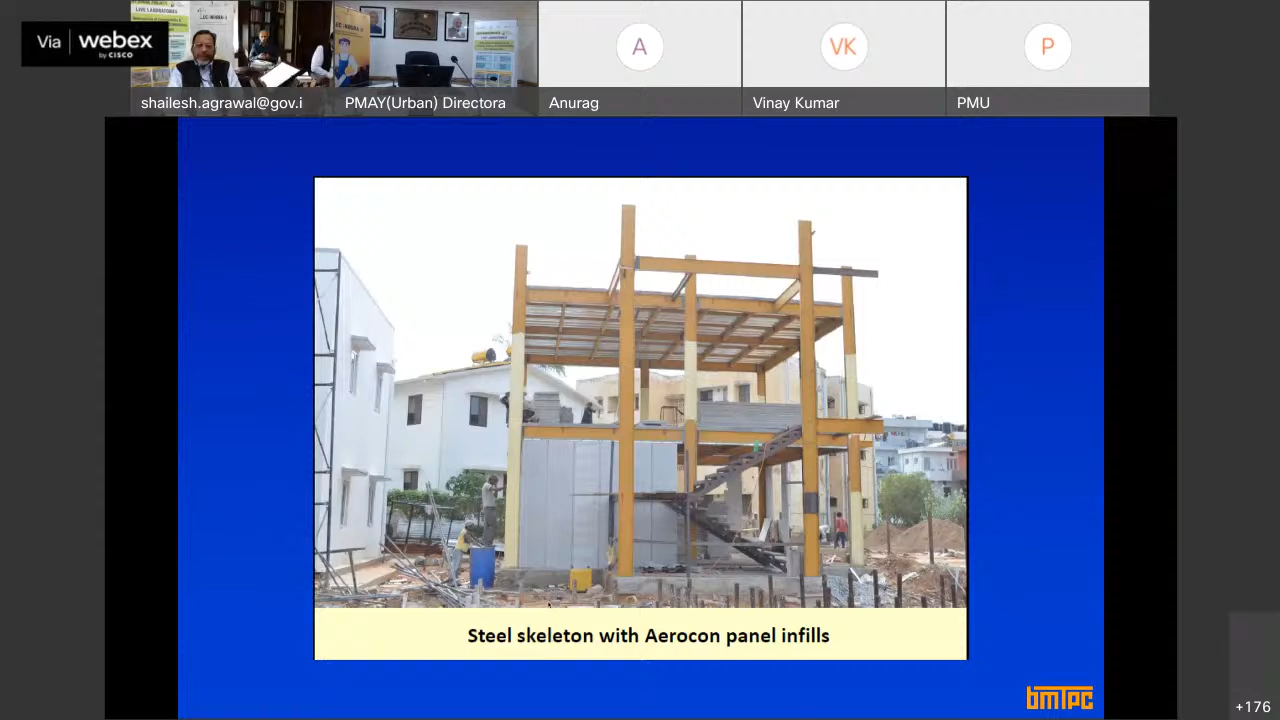 Via webex
by CISCO
shailesh.agrawal@gov.i
PMAY(Urban) Directora
A
Anurag
VK
Vinay Kumar
P
PMU
Steel skeleton with Aerocon panel infills
bmTPC
+176